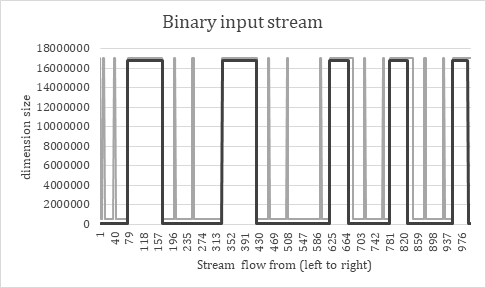 Binary input stream
dimension size
18000000
16000000
14000000
12000000
10000000
8000000
6000000
4000000
2000000
0
1 40 79 118 157 196 235 274 313 352 391 430 469 508 547 586 625 664 703 742 781 820 859 898 937 976
Stream flow from (left to right)